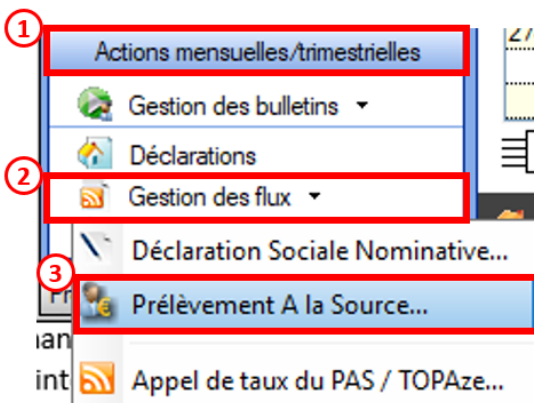 1
Actions mensuelles/trimestrielles
27
Gestion des bulletins
Déclarations
2
Gestion des flux
Déclaration Sociale Nominative...
3
Prélèvement A la Source...
Appel de taux du PAS / TOPAze...